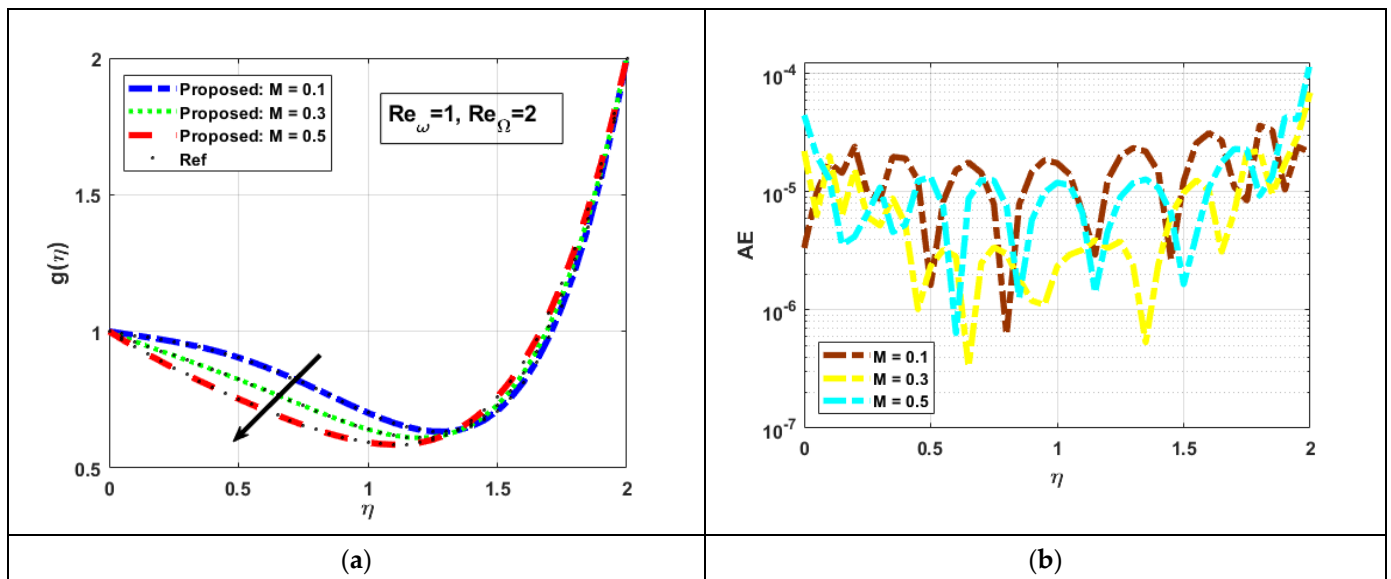 2
1.5
1
0.5
0
0.5
1
1.5
2
g(η)
η
Proposed: M = 0.1
Proposed: M = 0.3
Proposed: M = 0.5
Ref
Re_ω=1, Re_Ω=2
10^-4
10^-5
10^-6
10^-7
0
0.5
1
1.5
2
AE
η
M = 0.1
M = 0.3
M = 0.5
(a)
(b)